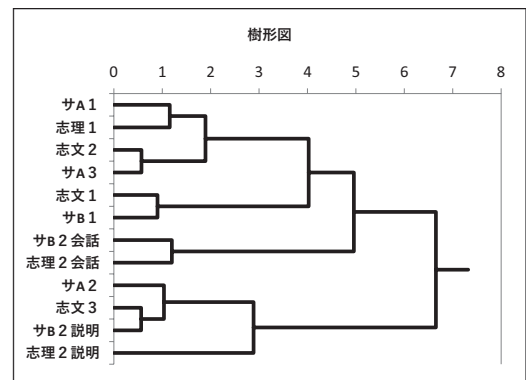 樹形図
0 1 2 3 4 5 6 7 8
サA1
志理1
志文2
サA3
志文1
サB1
サB2会話
志理2会話
サA2
志文3
サB2説明
志理2説明